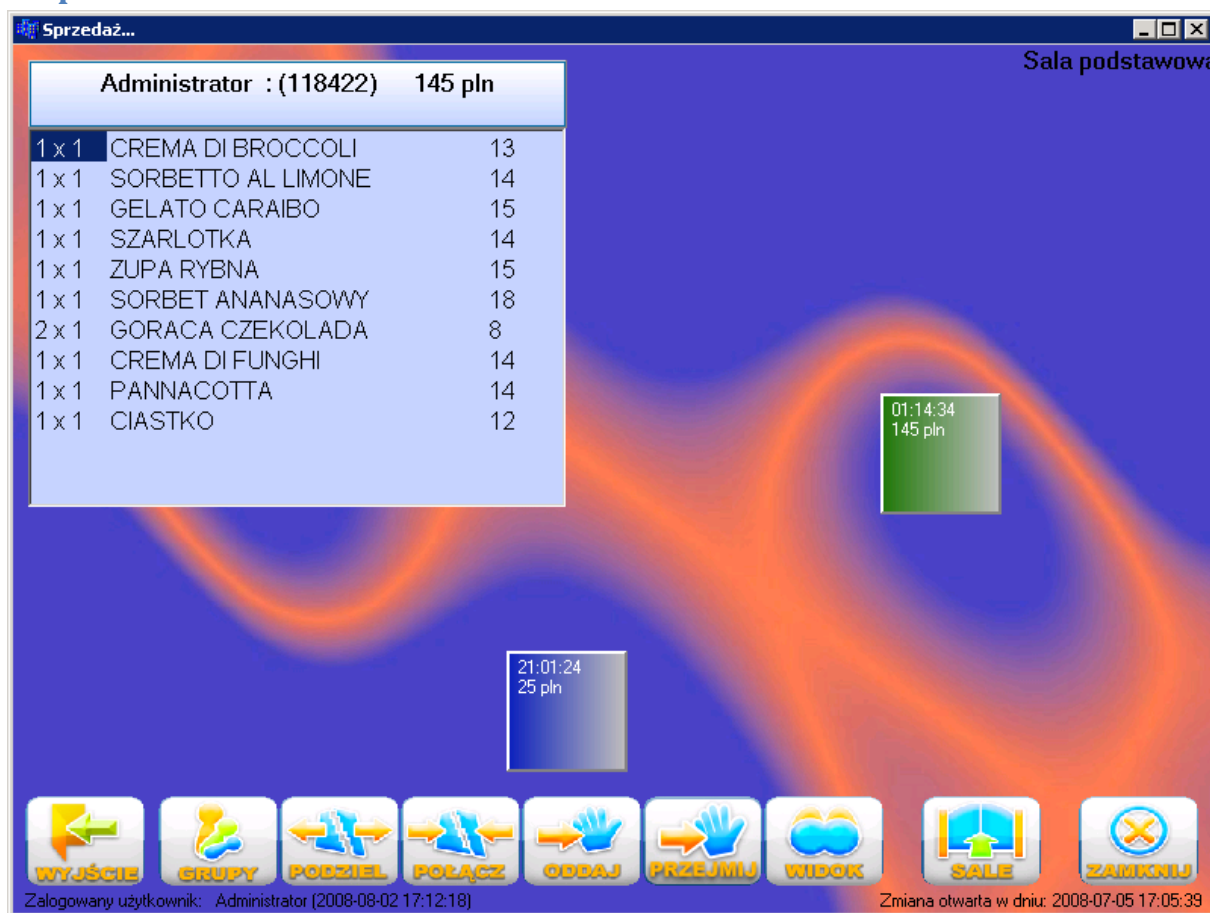 Sprzedaż...
Sala podstawowa
Administrator : (118422) 145 pln
1 x 1 CREMA DI BROCCOLI 13
1 x 1 SORBETTO AL LIMONE 14
1 x 1 GELATO CARAIBO 15
1 x 1 SZARLOTKA 14
1 x 1 ZUPA RYBNA 15
1 x 1 SORBET ANANASOWY 18
2 x 1 GORACA CZEKOLADA 8
1 x 1 CREMA DI FUNGHI 14
1 x 1 PANNACOTTA 14
1 x 1 CIASTKO 12
01:14:34
145 pln
21:01:24
25 pln
WYJŚCIE GRUPY PODZIEL POŁĄCZ ODDAJ PRZEJMIJ WIDOK SALE ZAMKNIJ
Zalogowany użytkownik: Administrator (2008-08-02 17:12:18) Zmiana otwarta w dniu: 2008-07-05 17:05:39